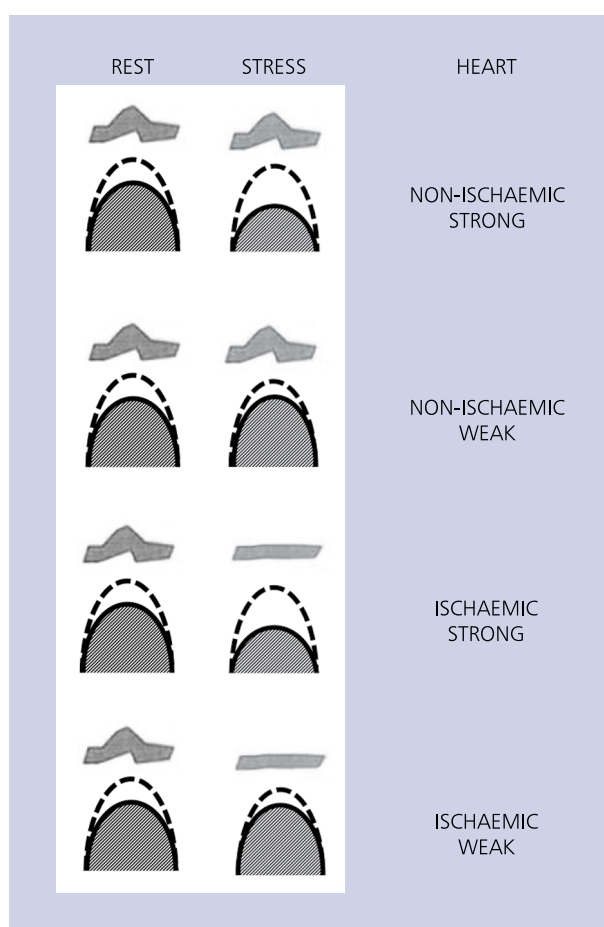 REST STRESS HEART
NON-ISCHAEMIC
STRONG
NON-ISCHAEMIC
WEAK
ISCHAEMIC
STRONG
ISCHAEMIC
WEAK